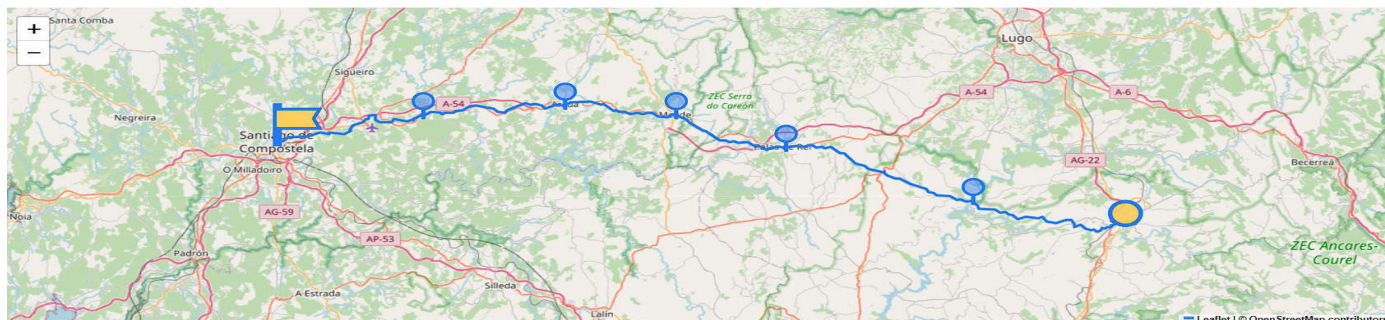 Santa Comba
+
−
Lugo
Sigueiro
A-54
A-6
A-54
ZEC Serra
do Careón
Negreira
Santiago de
Compostela
Becerreá
AG-22
O Milladoiro
Noia
AG-59
AP-53
ZEC Ancares-
Courel
Padrón
Silleda
A Estrada
Lalín
Leaflet | © OpenStreetMap contributors